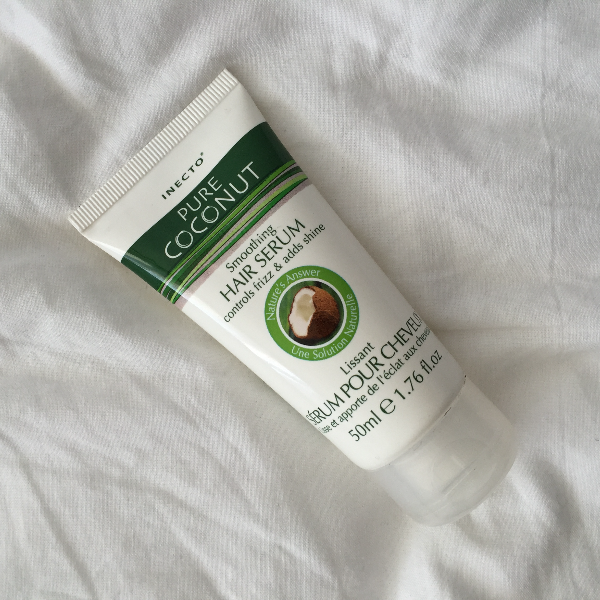 INECTO®
PURE
COCONUT
Smoothing
HAIR SERUM
controls frizz & adds shine
Nature's Answer
Une Solution Naturelle
Lissant
SÉRUM POUR CHEVEU
et apporte de l'éclat aux
50ml e 1.76 fl.oz